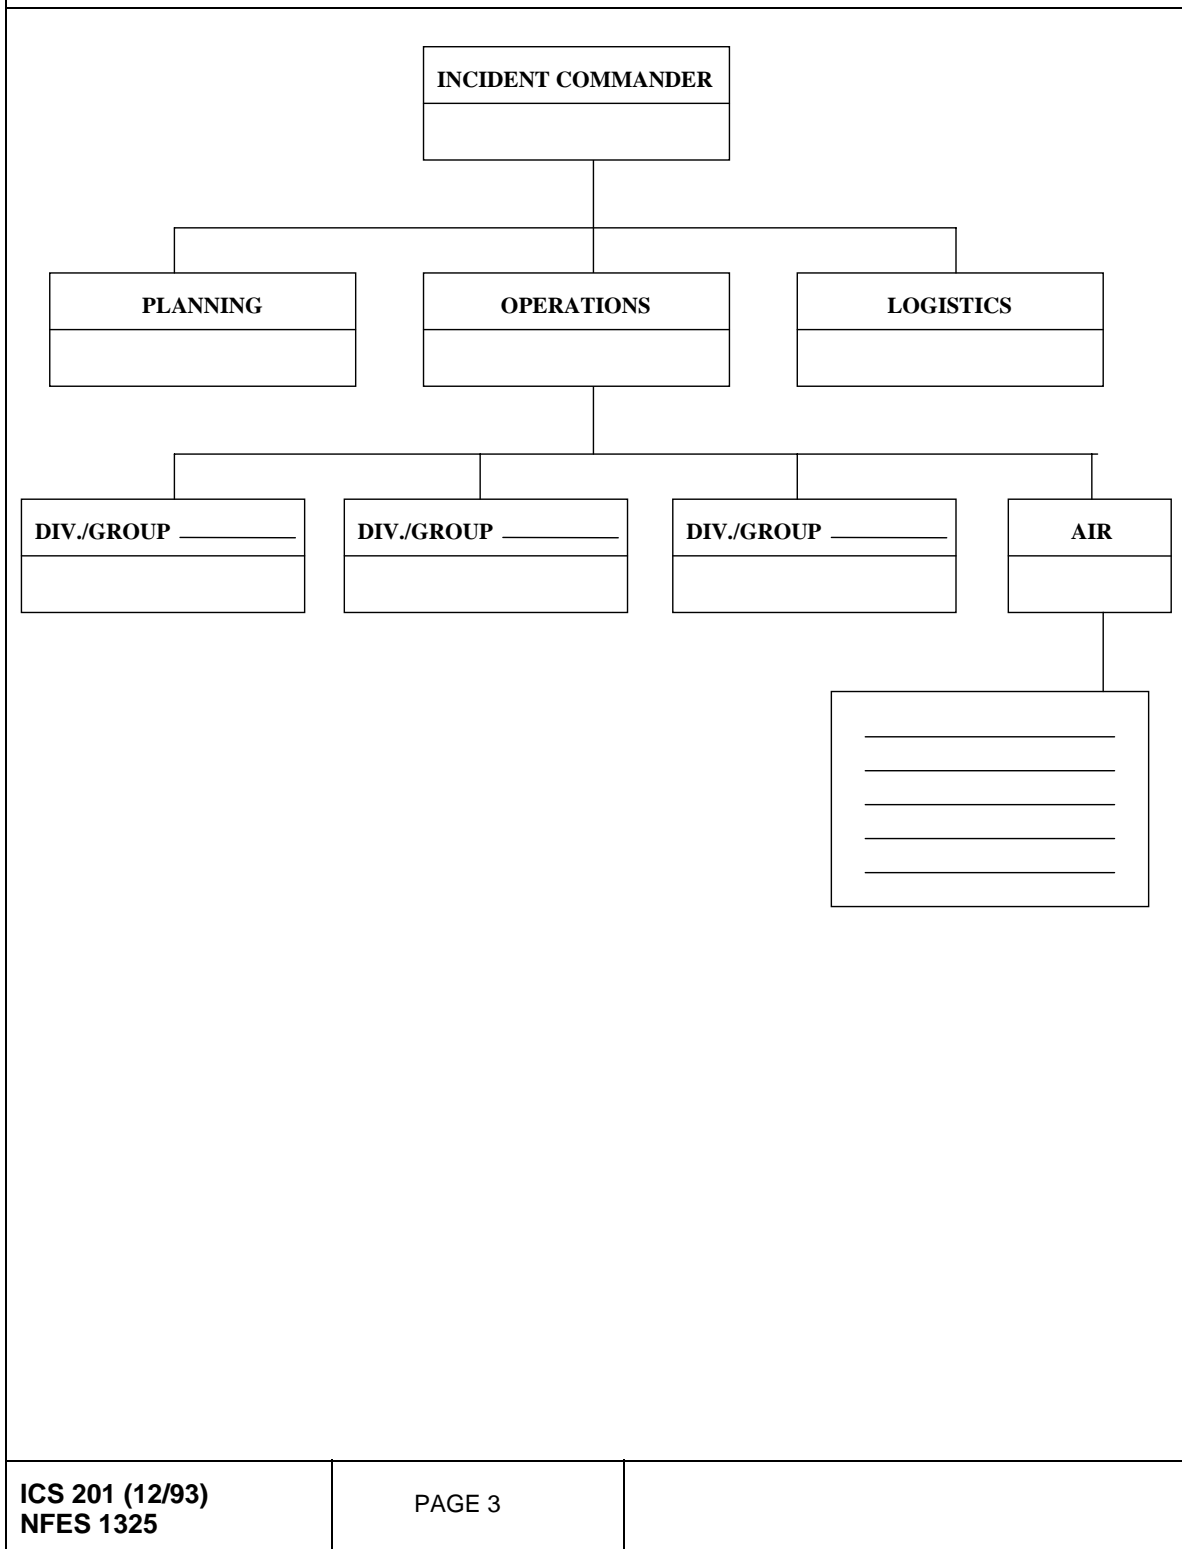 INCIDENT COMMANDER
PLANNING
OPERATIONS
LOGISTICS
DIV./GROUP
DIV./GROUP
DIV./GROUP
AIR
ICS 201 (12/93)
NFES 1325
PAGE 3